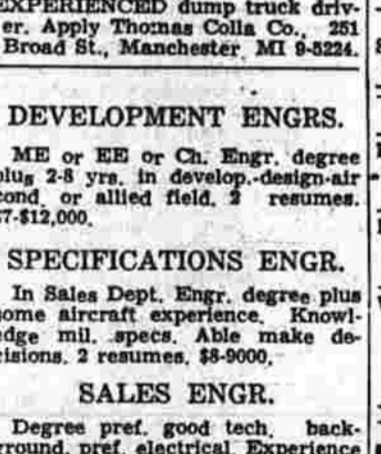 EXPERIENCED dump truck driv-
er. Apply Thomas Colla Co., 251
Broad St., Manchester, MI 9-5224.
DEVELOPMENT ENGRS.
ME or EE or Ch. Engr. degree
plus 2-8 yrs. in develop.-design-air
cond. or allied field. 2 resumes.
$7-$12,000.
SPECIFICATIONS ENGR.
In Sales Dept. Engr. degree plus
some aircraft experience. Knowl-
edge mil. specs. Able make de-
cisions. 2 resumes. $8-9000.
SALES ENGR.
Degree pref. good tech. back-
ground, pref. electrical. Experience